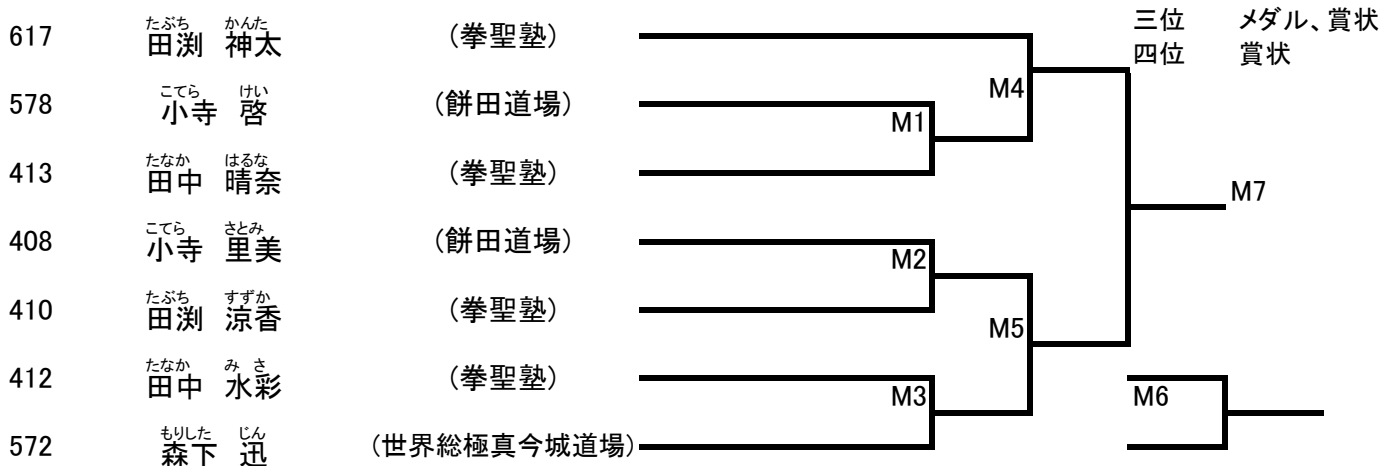 三位 メダル、賞状
たぶち かんた
617 田渕 神太 (拳聖塾)
四位 賞状
M4
こてら けい
578 小寺 啓 (餅田道場)
M1
たなか はるな
413 田中 晴奈 (拳聖塾)
M7
こてら さとみ
408 小寺 里美 (餅田道場)
M2
たぶち すずか
410 田渕 涼香 (拳聖塾)
M5
たなか みさ
412 田中 水彩 (拳聖塾)
M3 M6
もりした じん
572 森下 迅 (世界総極真今城道場)